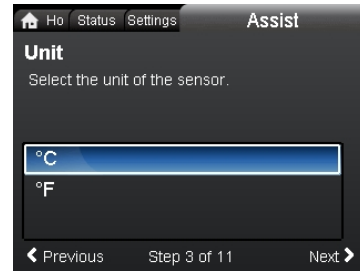 Ho Status Settings Assist
Unit
Select the unit of the sensor.
°C
°F
Previous Step 3 of 11 Next